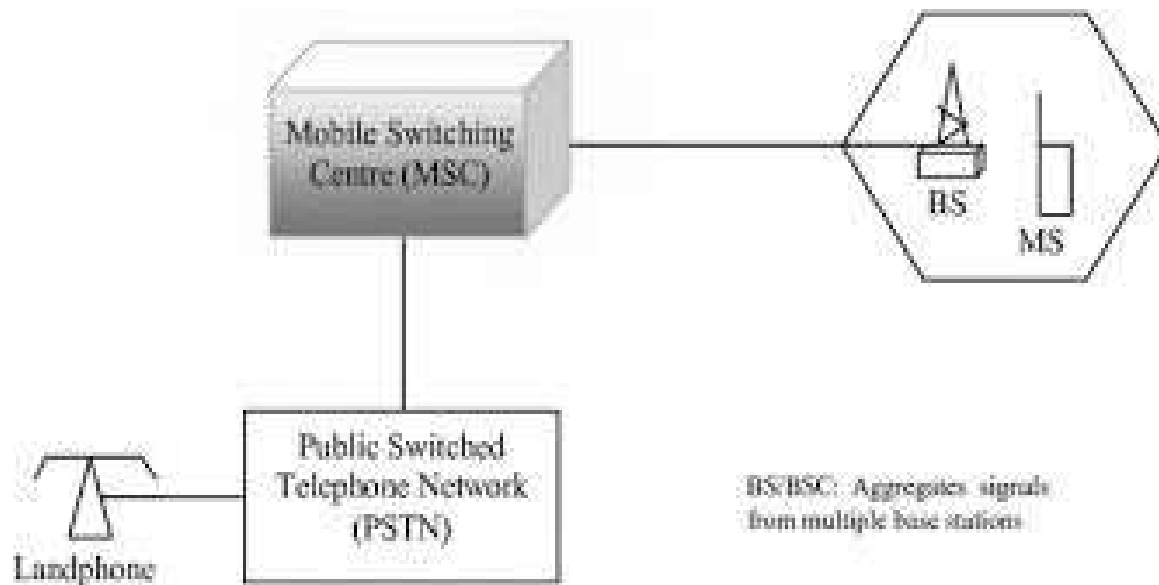 Mobile Switching
Centre (MSC)
BS
MS
Public Switched
Telephone Network
(PSTN)
Landphone
BS/BSC: Aggregates signals
from multiple base stations